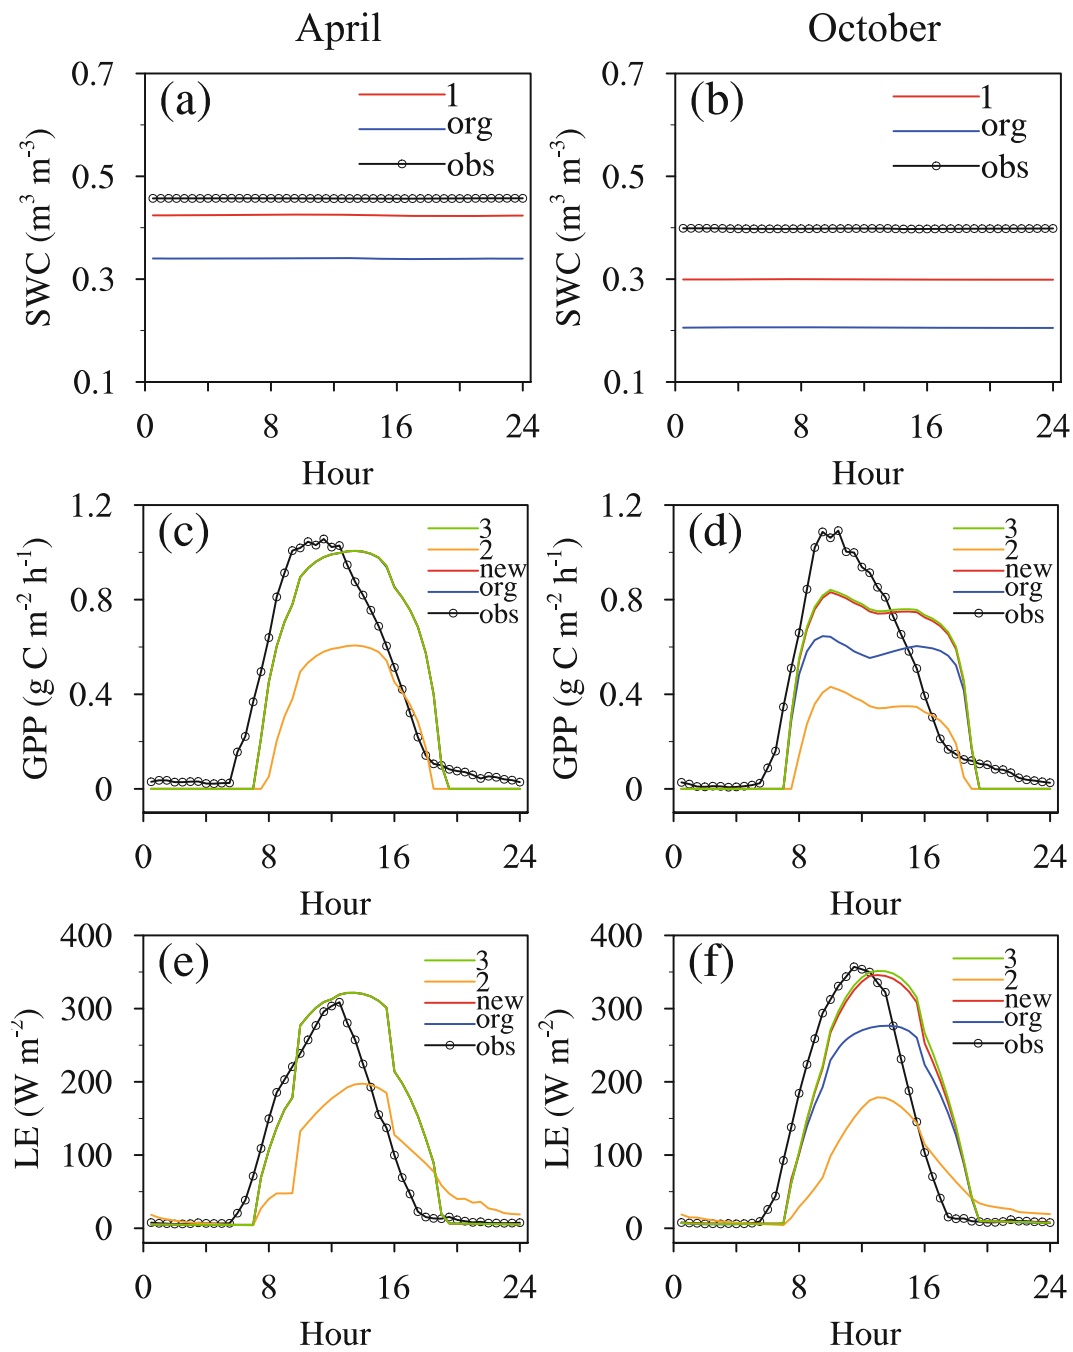 April
October
SWC (m³ m⁻³)
0.7
0.5
0.3
0.1
(a)
1
org
obs
0 8 16 24
Hour
SWC (m³ m⁻³)
0.7
0.5
0.3
0.1
(b)
1
org
obs
0 8 16 24
Hour
GPP (g C m⁻² h⁻¹)
1.2
0.8
0.4
0
(c)
3
2
new
org
obs
0 8 16 24
Hour
GPP (g C m⁻² h⁻¹)
1.2
0.8
0.4
0
(d)
3
2
new
org
obs
0 8 16 24
Hour
LE (W m⁻²)
400
300
200
100
0
(e)
3
2
new
org
obs
0 8 16 24
Hour
LE (W m⁻²)
400
300
200
100
0
(f)
3
2
new
org
obs
0 8 16 24
Hour